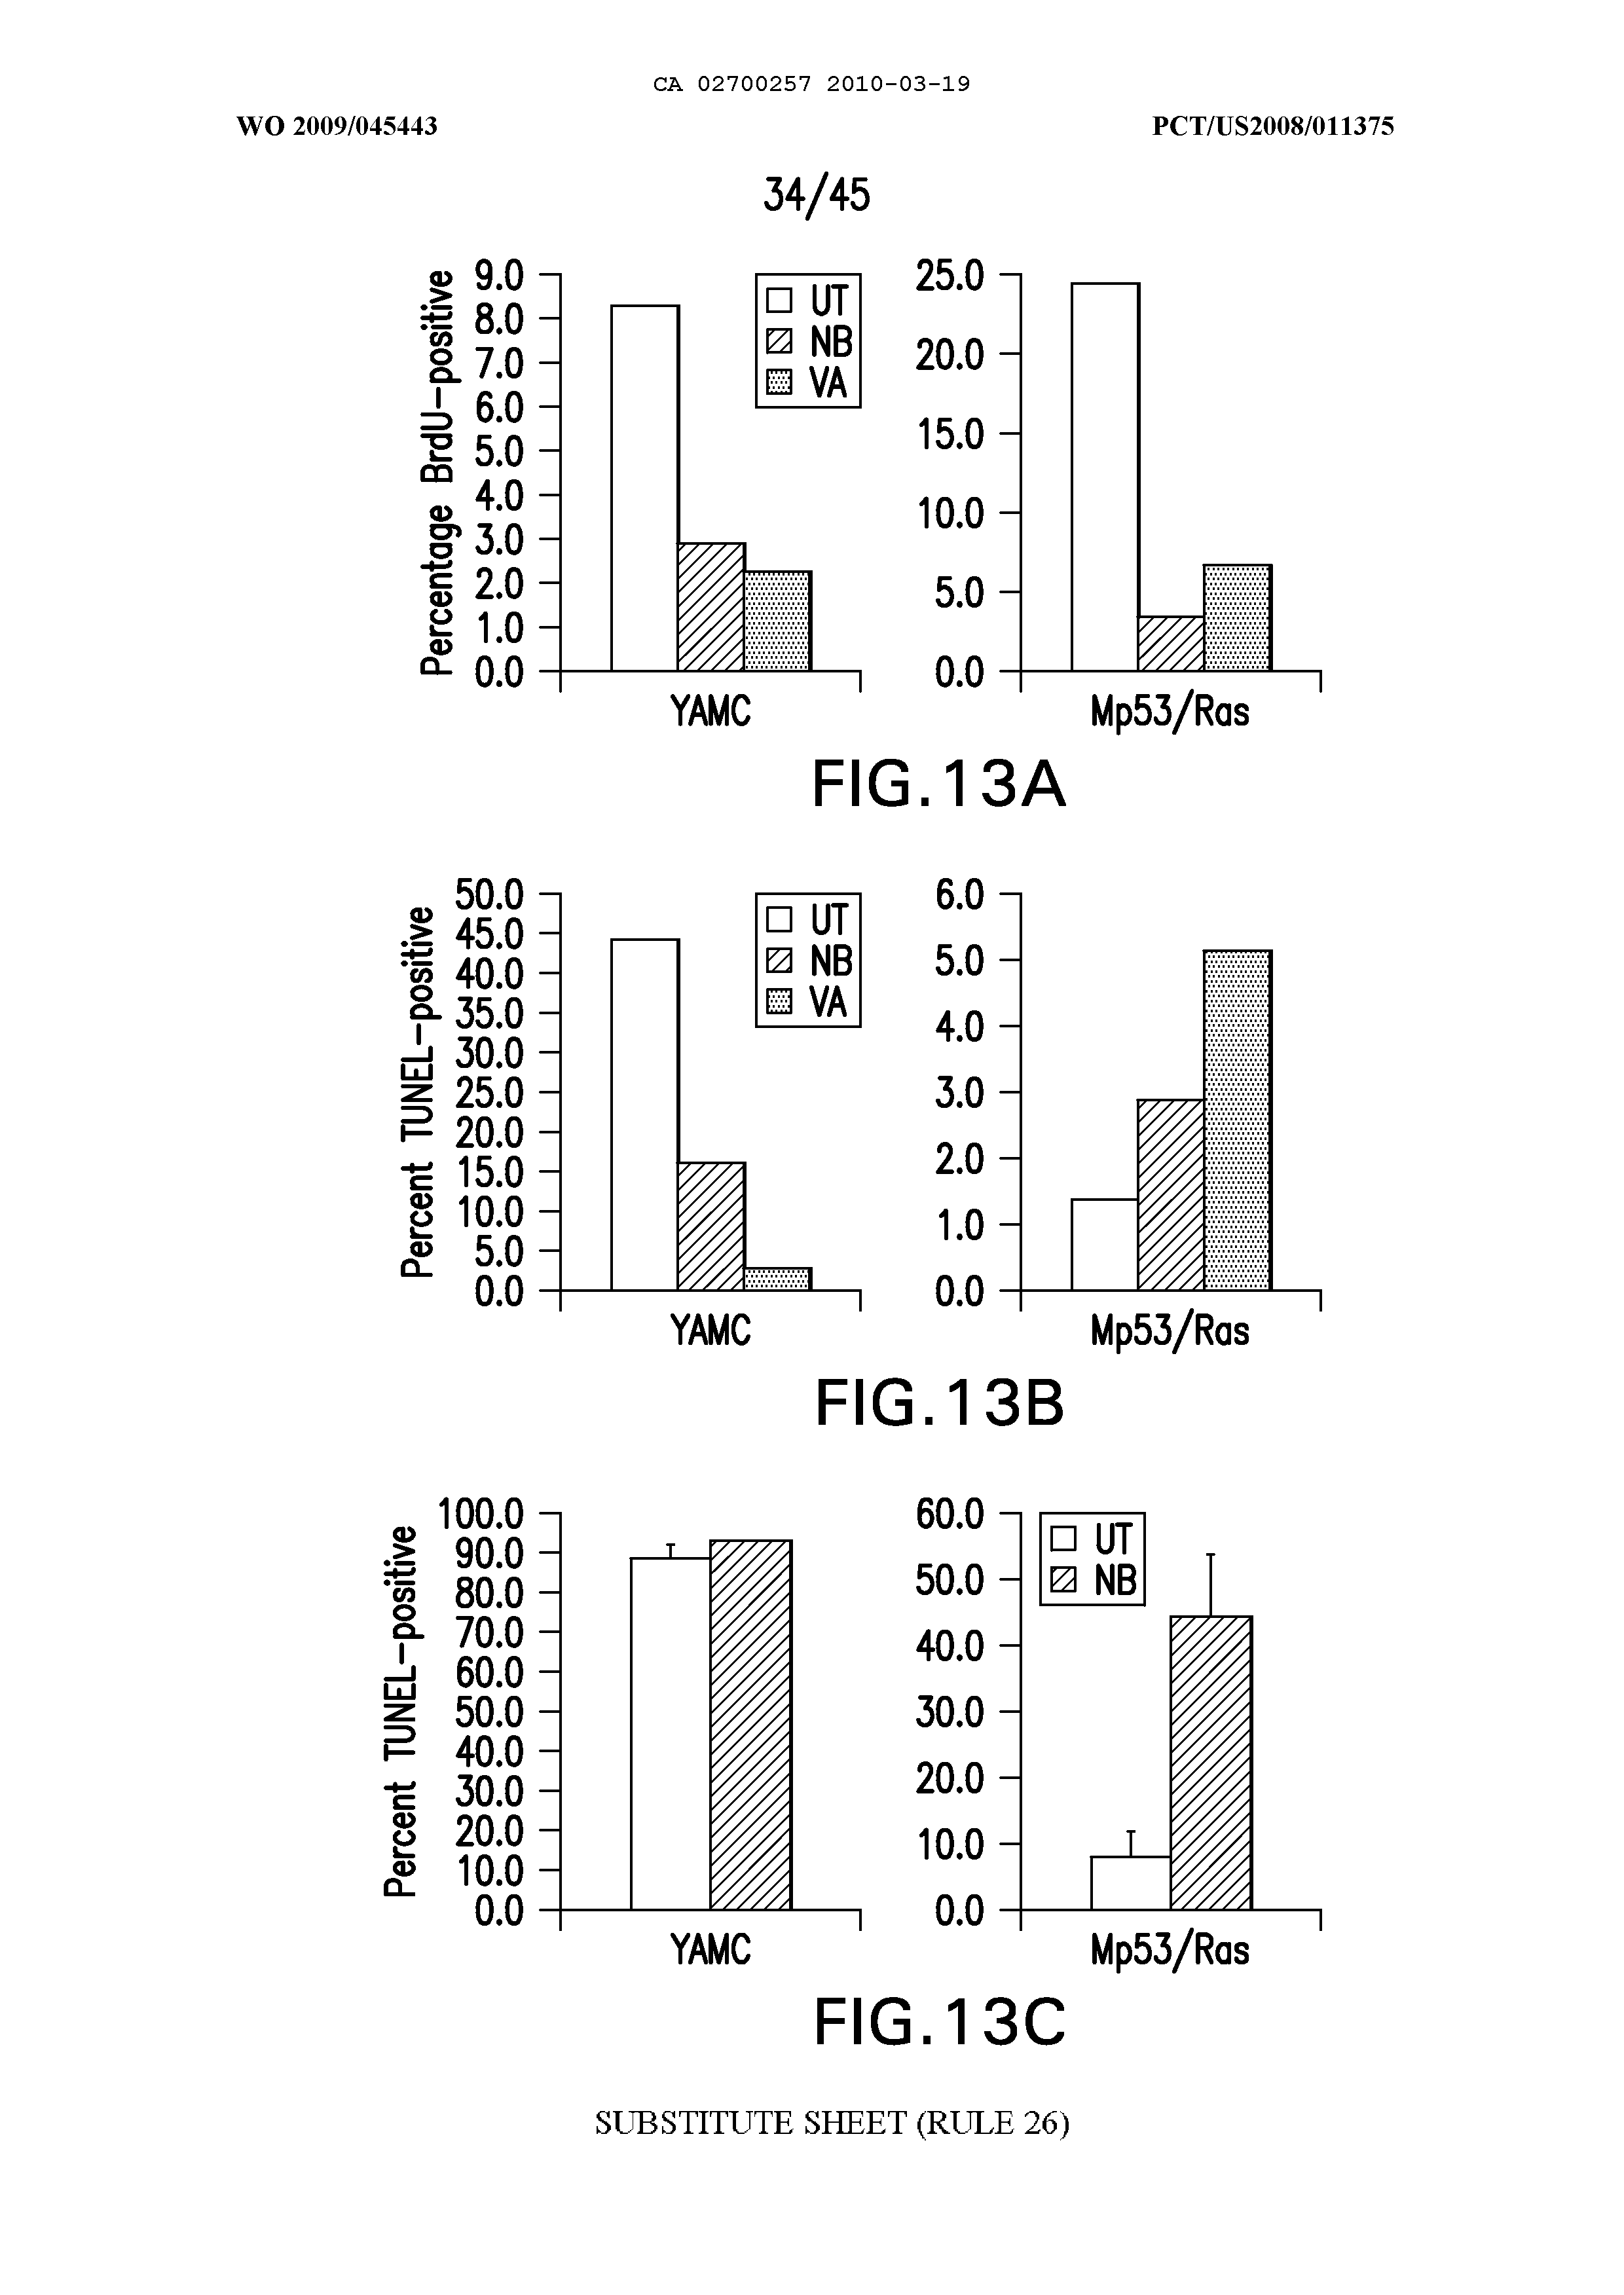 CA 02700257 2010-03-19
WO 2009/045443
PCT/US2008/011375
34/45
Percentage BrdU-positive
9.0
8.0
7.0
6.0
5.0
4.0
3.0
2.0
1.0
0.0
UT
NB
VA
YAMC
25.0
20.0
15.0
10.0
5.0
0.0
Mp53/Ras
FIG.13A
Percent TUNEL-positive
50.0
45.0
40.0
35.0
30.0
25.0
20.0
15.0
10.0
5.0
0.0
UT
NB
VA
YAMC
6.0
5.0
4.0
3.0
2.0
1.0
0.0
Mp53/Ras
FIG.13B
Percent TUNEL-positive
100.0
90.0
80.0
70.0
60.0
50.0
40.0
30.0
20.0
10.0
0.0
YAMC
60.0
50.0
40.0
30.0
20.0
10.0
0.0
UT
NB
Mp53/Ras
FIG.13C
SUBSTITUTE SHEET (RULE 26)